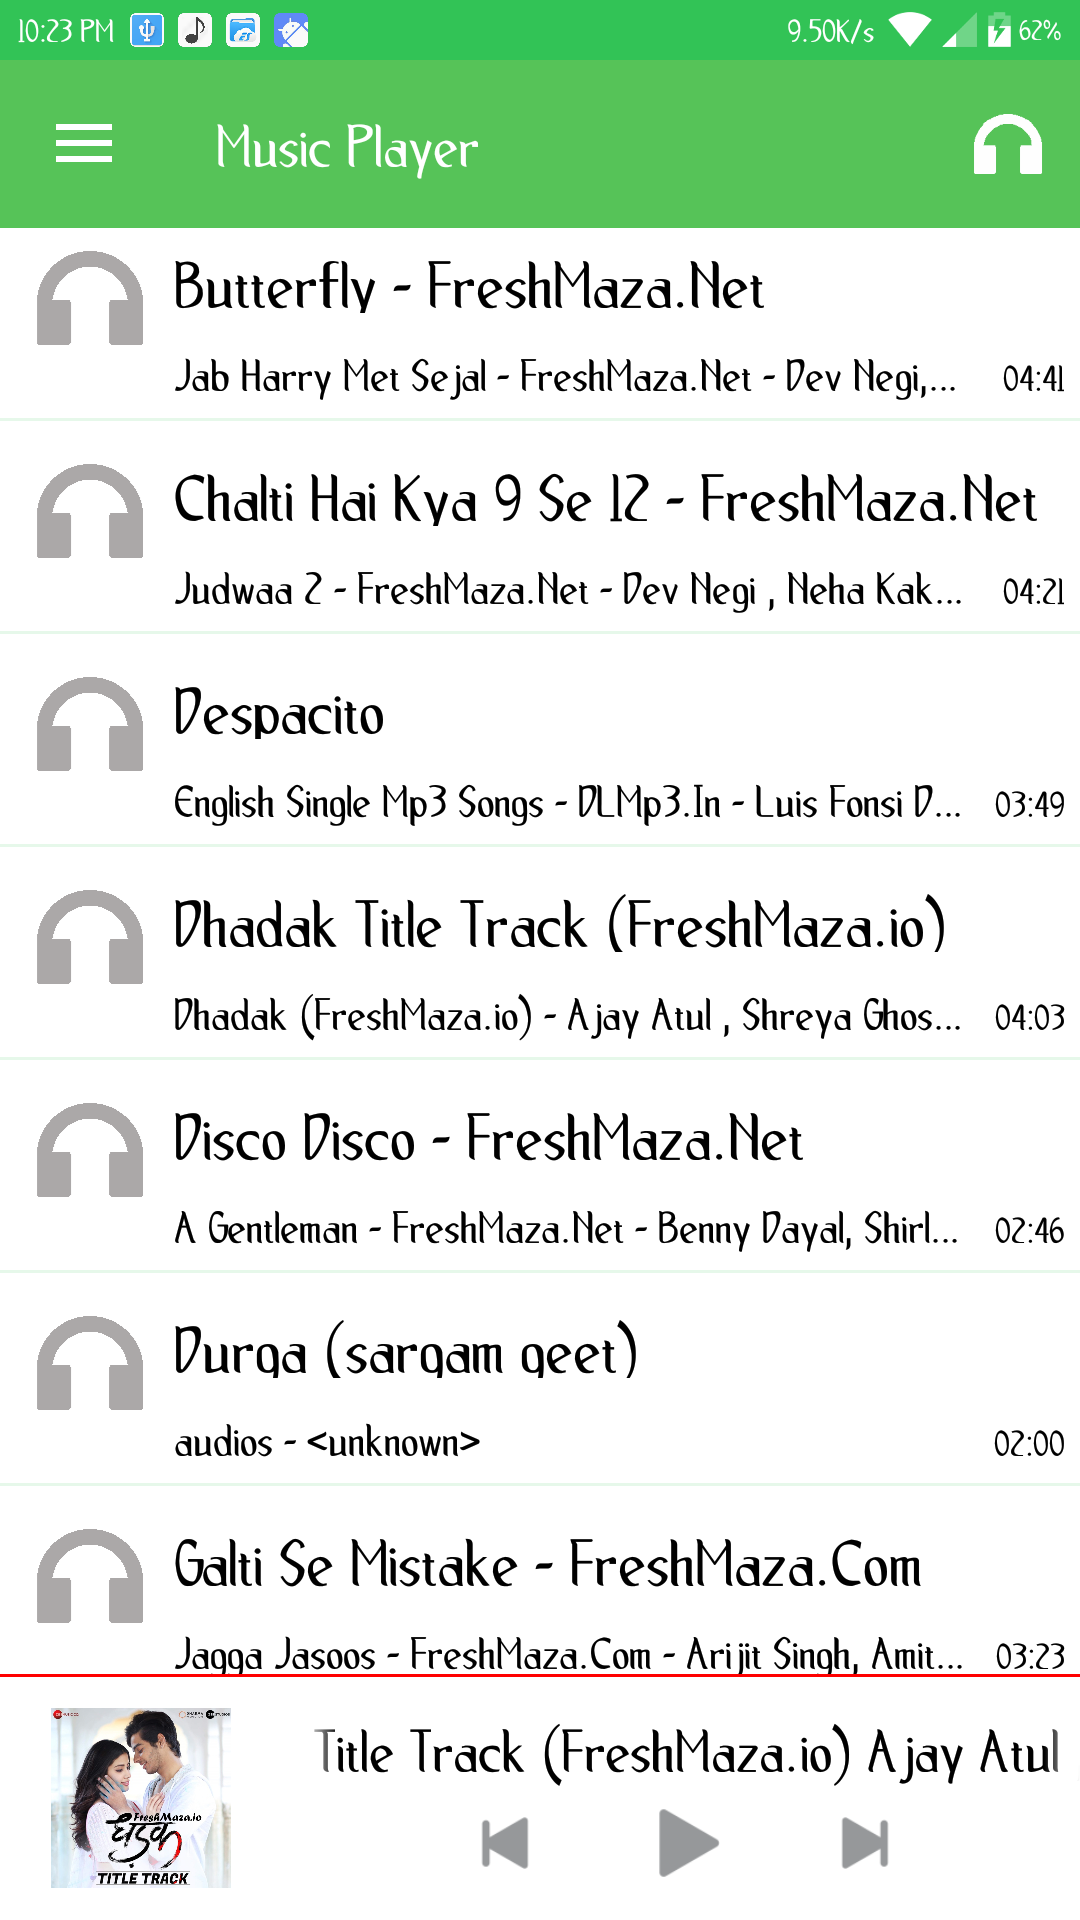 10:23 PM 9.50K/s 62%
Music Player
Butterfly - FreshMaza.Net
Jab Harry Met Sejal - FreshMaza.Net - Dev Negi,... 04:41
Chalti Hai Kya 9 Se 12 - FreshMaza.Net
Judwaa 2 - FreshMaza.Net - Dev Negi , Neha Kak... 04:21
Despacito
English Single Mp3 Songs - DLMp3.In - Luis Fonsi D... 03:49
Dhadak Title Track (FreshMaza.io)
Dhadak (FreshMaza.io) - Ajay Atul , Shreya Ghos... 04:03
Disco Disco - FreshMaza.Net
A Gentleman - FreshMaza.Net - Benny Dayal, Shirl... 02:46
Durga (sargam geet)
audios - <unknown> 02:00
Galti Se Mistake - FreshMaza.Com
Jagga Jasoos - FreshMaza.Com - Arijit Singh, Amit... 03:23
Title Track (FreshMaza.io) Ajay Atul
FreshMaza.io
धड़क
TITLE TRACK